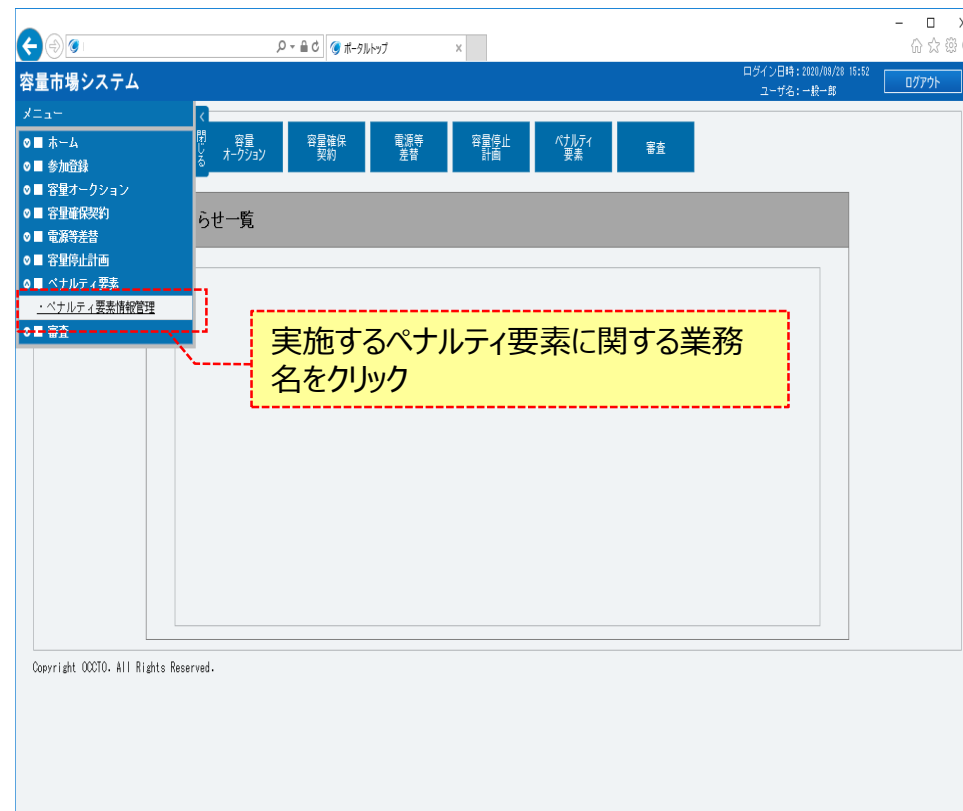 ポータルトップ
容量市場システム
ログイン日時:2020/09/28 15:52
ユーザ名:一般一郎
ログアウト
メニュー
閉じる
■ ホーム
■ 参加登録
■ 容量オークション
■ 容量確保契約
■ 電源等差替
■ 容量停止計画
■ ペナルティ要素
・ペナルティ要素情報管理
■ 審査
容量
オークション
容量確保
契約
電源等
差替
容量停止
計画
ペナルティ
要素
審査
らせ一覧
実施するペナルティ要素に関する業務
名をクリック
Copyright OCCTO. All Rights Reserved.